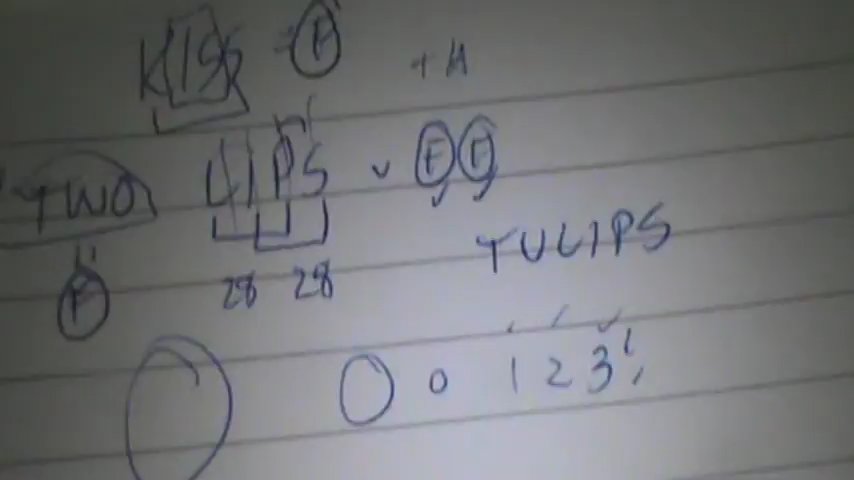 KISS F + A
TWO LIPS v F F
TULIPS
F 28 28
O 0 1 2 3